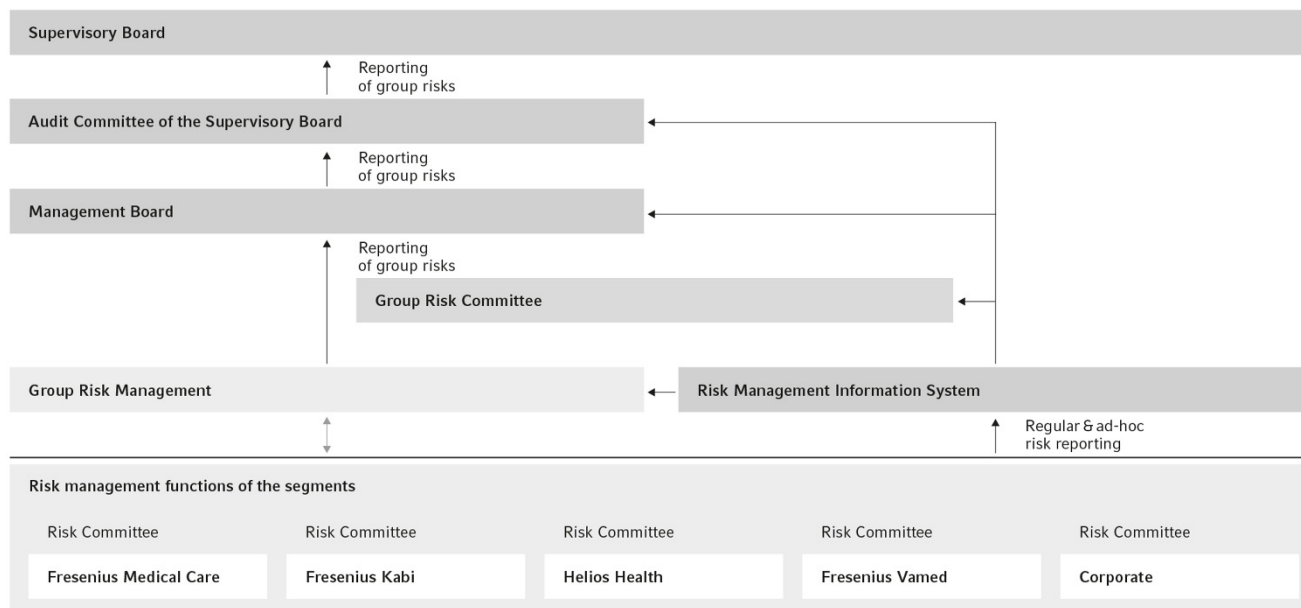 Supervisory Board
Reporting
of group risks
Audit Committee of the Supervisory Board
Reporting
of group risks
Management Board
Reporting
of group risks
Group Risk Committee
Group Risk Management
Risk Management Information System
Regular & ad-hoc
risk reporting
Risk management functions of the segments
Risk Committee
Fresenius Medical Care
Risk Committee
Fresenius Kabi
Risk Committee
Helios Health
Risk Committee
Fresenius Vamed
Risk Committee
Corporate